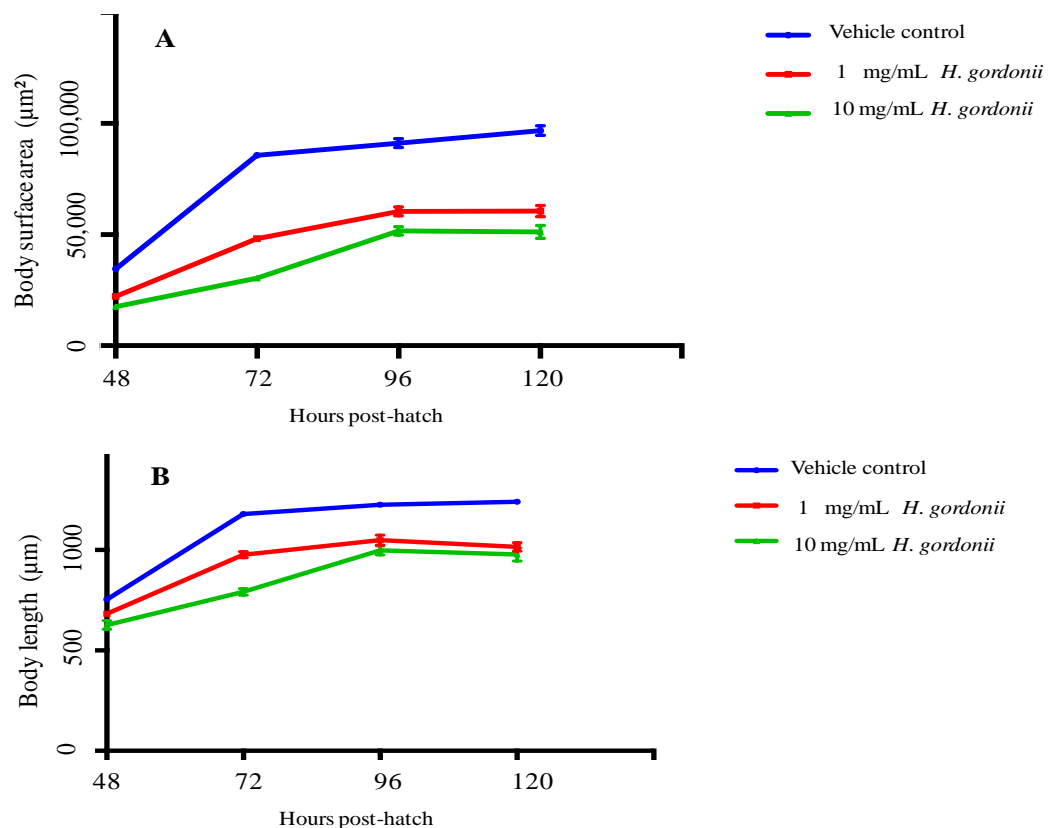 A
Vehicle control
1 mg/mL H. gordonii
10 mg/mL H. gordonii
Body surface area (µm²)
100,000
50,000
0
48 72 96 120
Hours post-hatch
B
Vehicle control
1 mg/mL H. gordonii
10 mg/mL H. gordonii
Body length (µm)
1000
500
0
48 72 96 120
Hours post-hatch